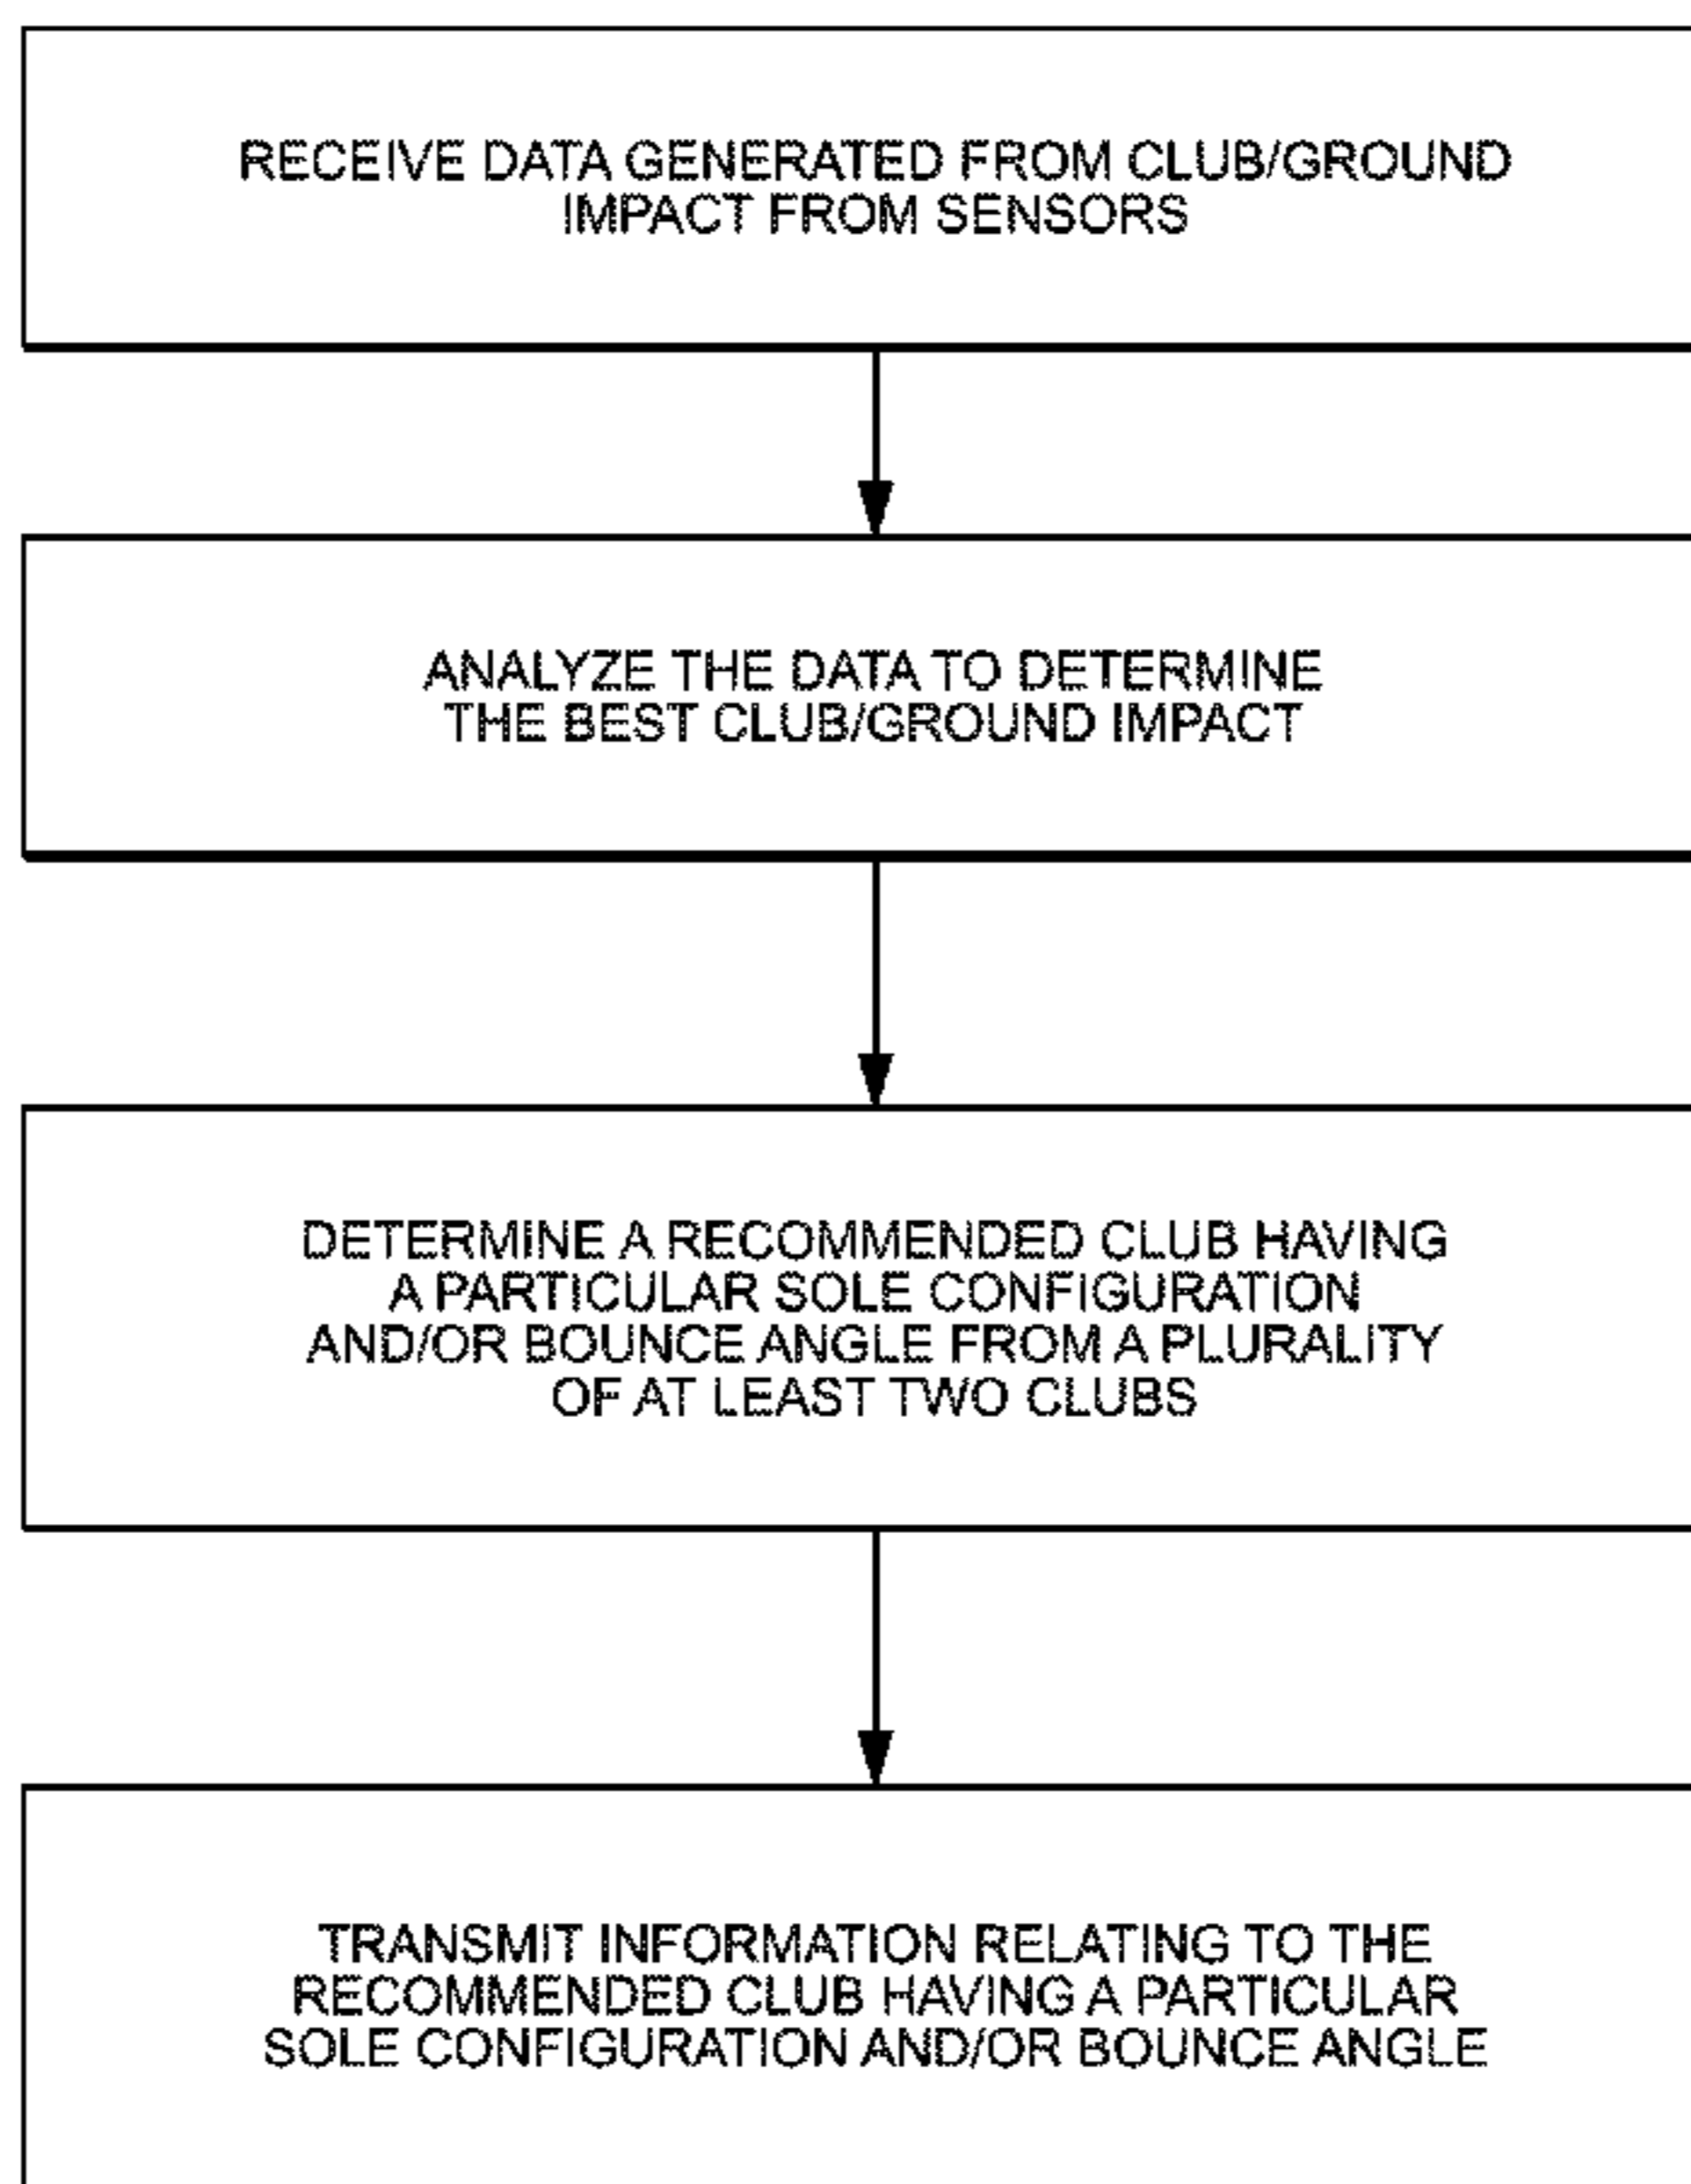 RECEIVE DATA GENERATED FROM CLUB/GROUND
IMPACT FROM SENSORS
ANALYZE THE DATA TO DETERMINE
THE BEST CLUB/GROUND IMPACT
DETERMINE A RECOMMENDED CLUB HAVING
A PARTICULAR SOLE CONFIGURATION
AND/OR BOUNCE ANGLE FROM A PLURALITY
OF AT LEAST TWO CLUBS
TRANSMIT INFORMATION RELATING TO THE
RECOMMENDED CLUB HAVING A PARTICULAR
SOLE CONFIGURATION AND/OR BOUNCE ANGLE